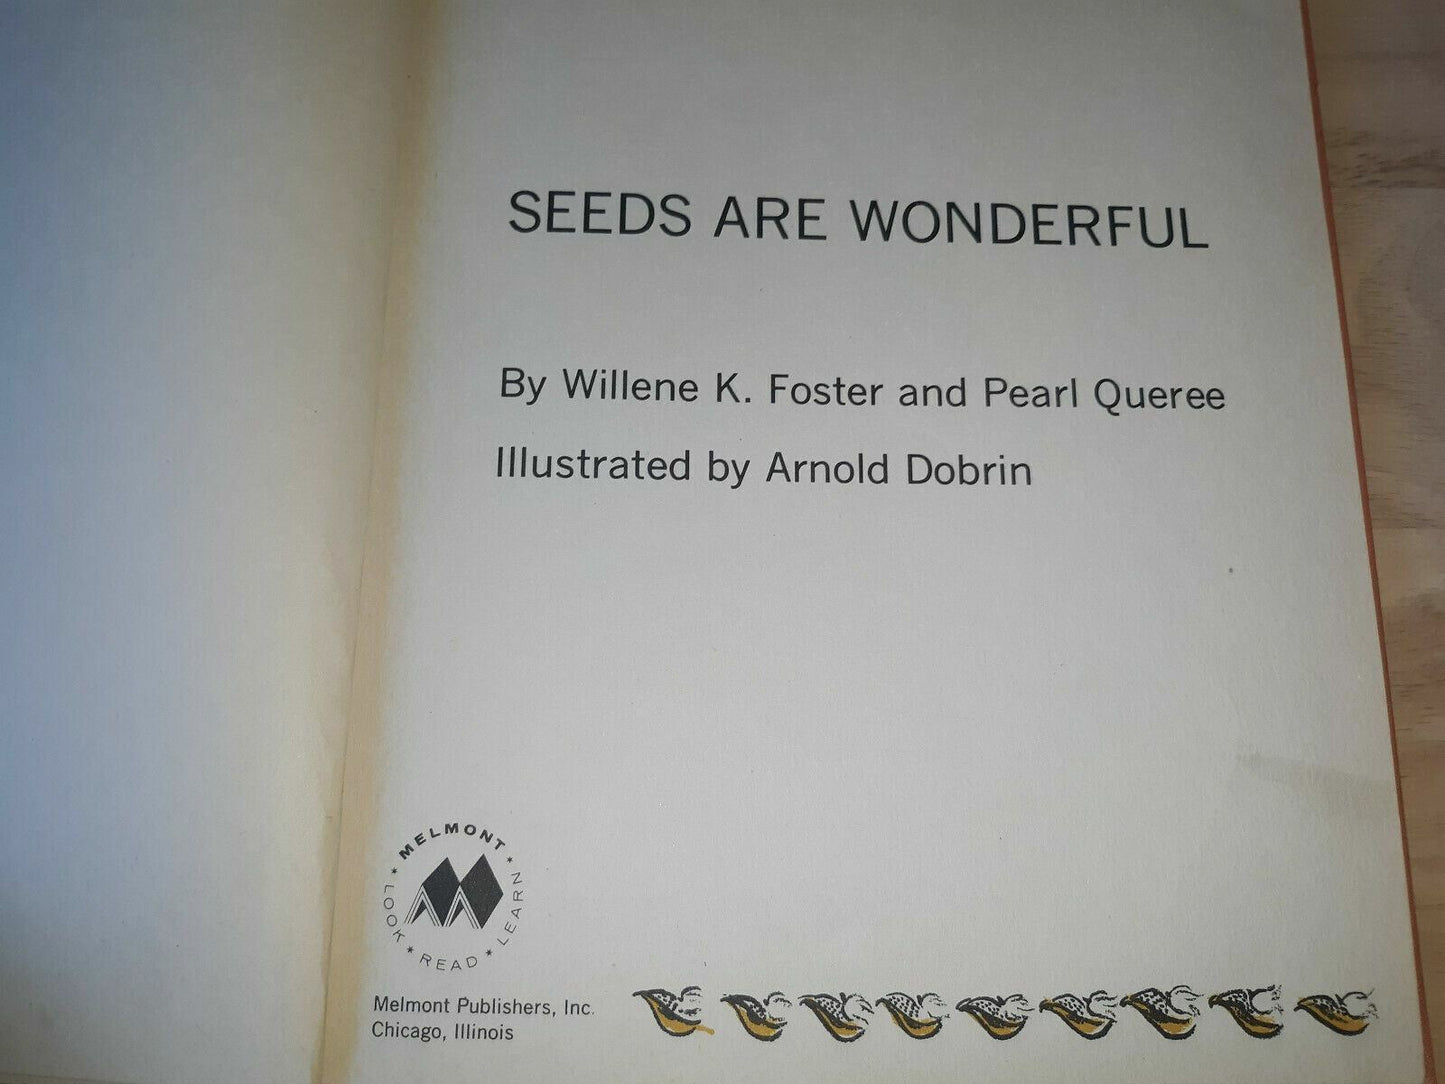 SEEDS ARE WONDERFUL
By Willene K. Foster and Pearl Queree
Illustrated by Arnold Dobrin
MELMONT * LEARN * READ * LOOK *
Melmont Publishers, Inc.
Chicago, Illinois